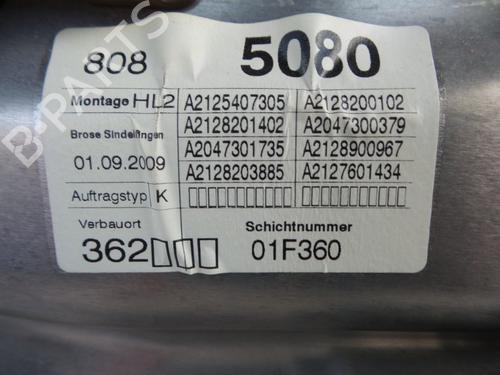 808 5080
Montage HL2 A2125407305 A2128200102
A2128201402 A2047300379
Brose Sindelfingen
01.09.2009 A2047301735 A2128900967
A2128203885 A2127601434
Auftragstyp K
Verbauort Schichtnummer
362 01F360
B-PARTS